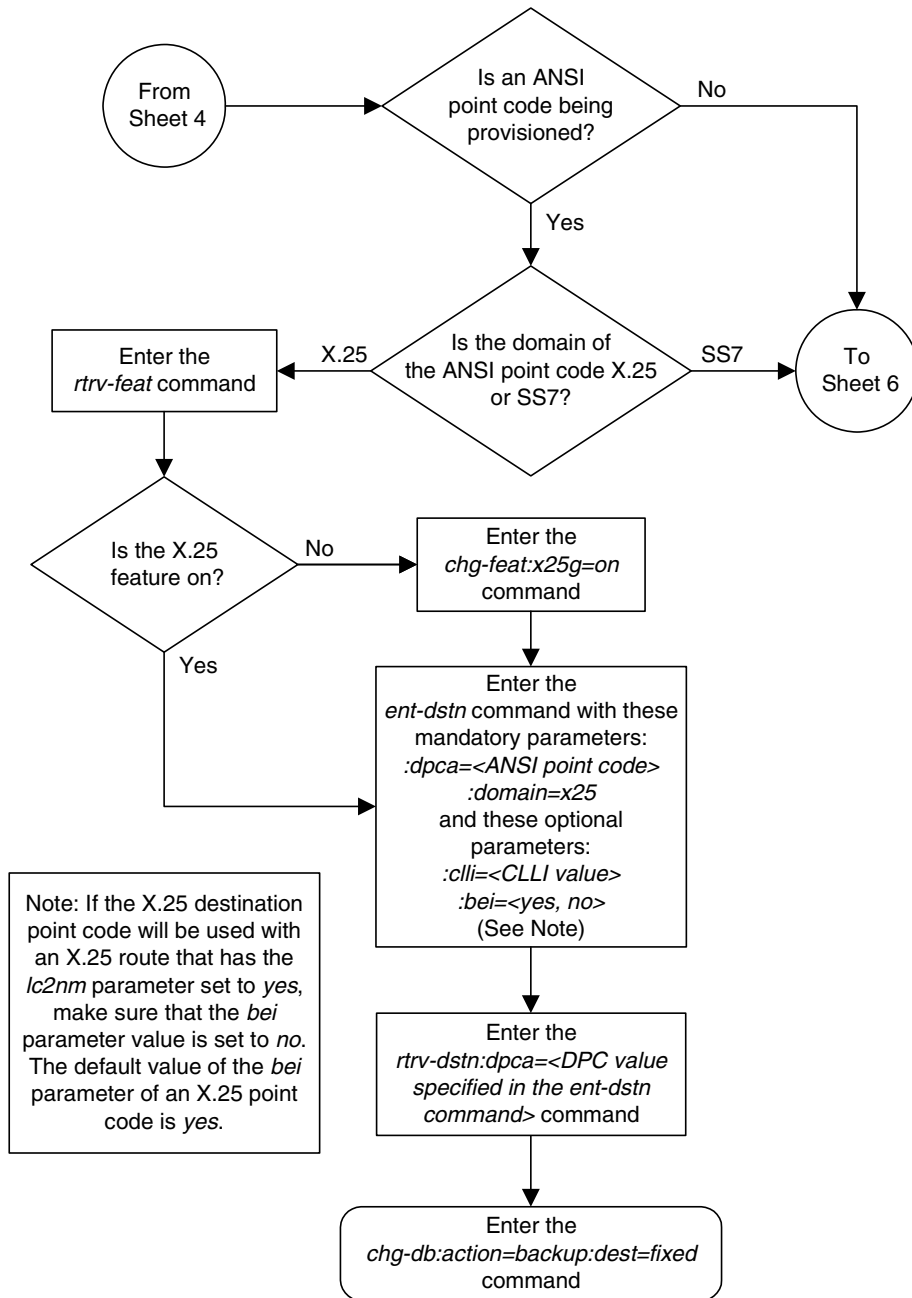 From
Sheet 4
Is an ANSI
point code being
provisioned?
No
Yes
Is the domain of
the ANSI point code X.25
or SS7?
X.25
SS7
To
Sheet 6
Enter the
rtrv-feat command
Is the X.25
feature on?
No
Yes
Enter the
chg-feat:x25g=on
command
Enter the
ent-dstn command with these
mandatory parameters:
:dpca=<ANSI point code>
:domain=x25
and these optional
parameters:
:clli=<CLLI value>
:bei=<yes, no>
(See Note)
Note: If the X.25 destination
point code will be used with
an X.25 route that has the
lc2nm parameter set to yes,
make sure that the bei
parameter value is set to no.
The default value of the bei
parameter of an X.25 point
code is yes.
Enter the
rtrv-dstn:dpca=<DPC value
specified in the ent-dstn
command> command
Enter the
chg-db:action=backup:dest=fixed
command